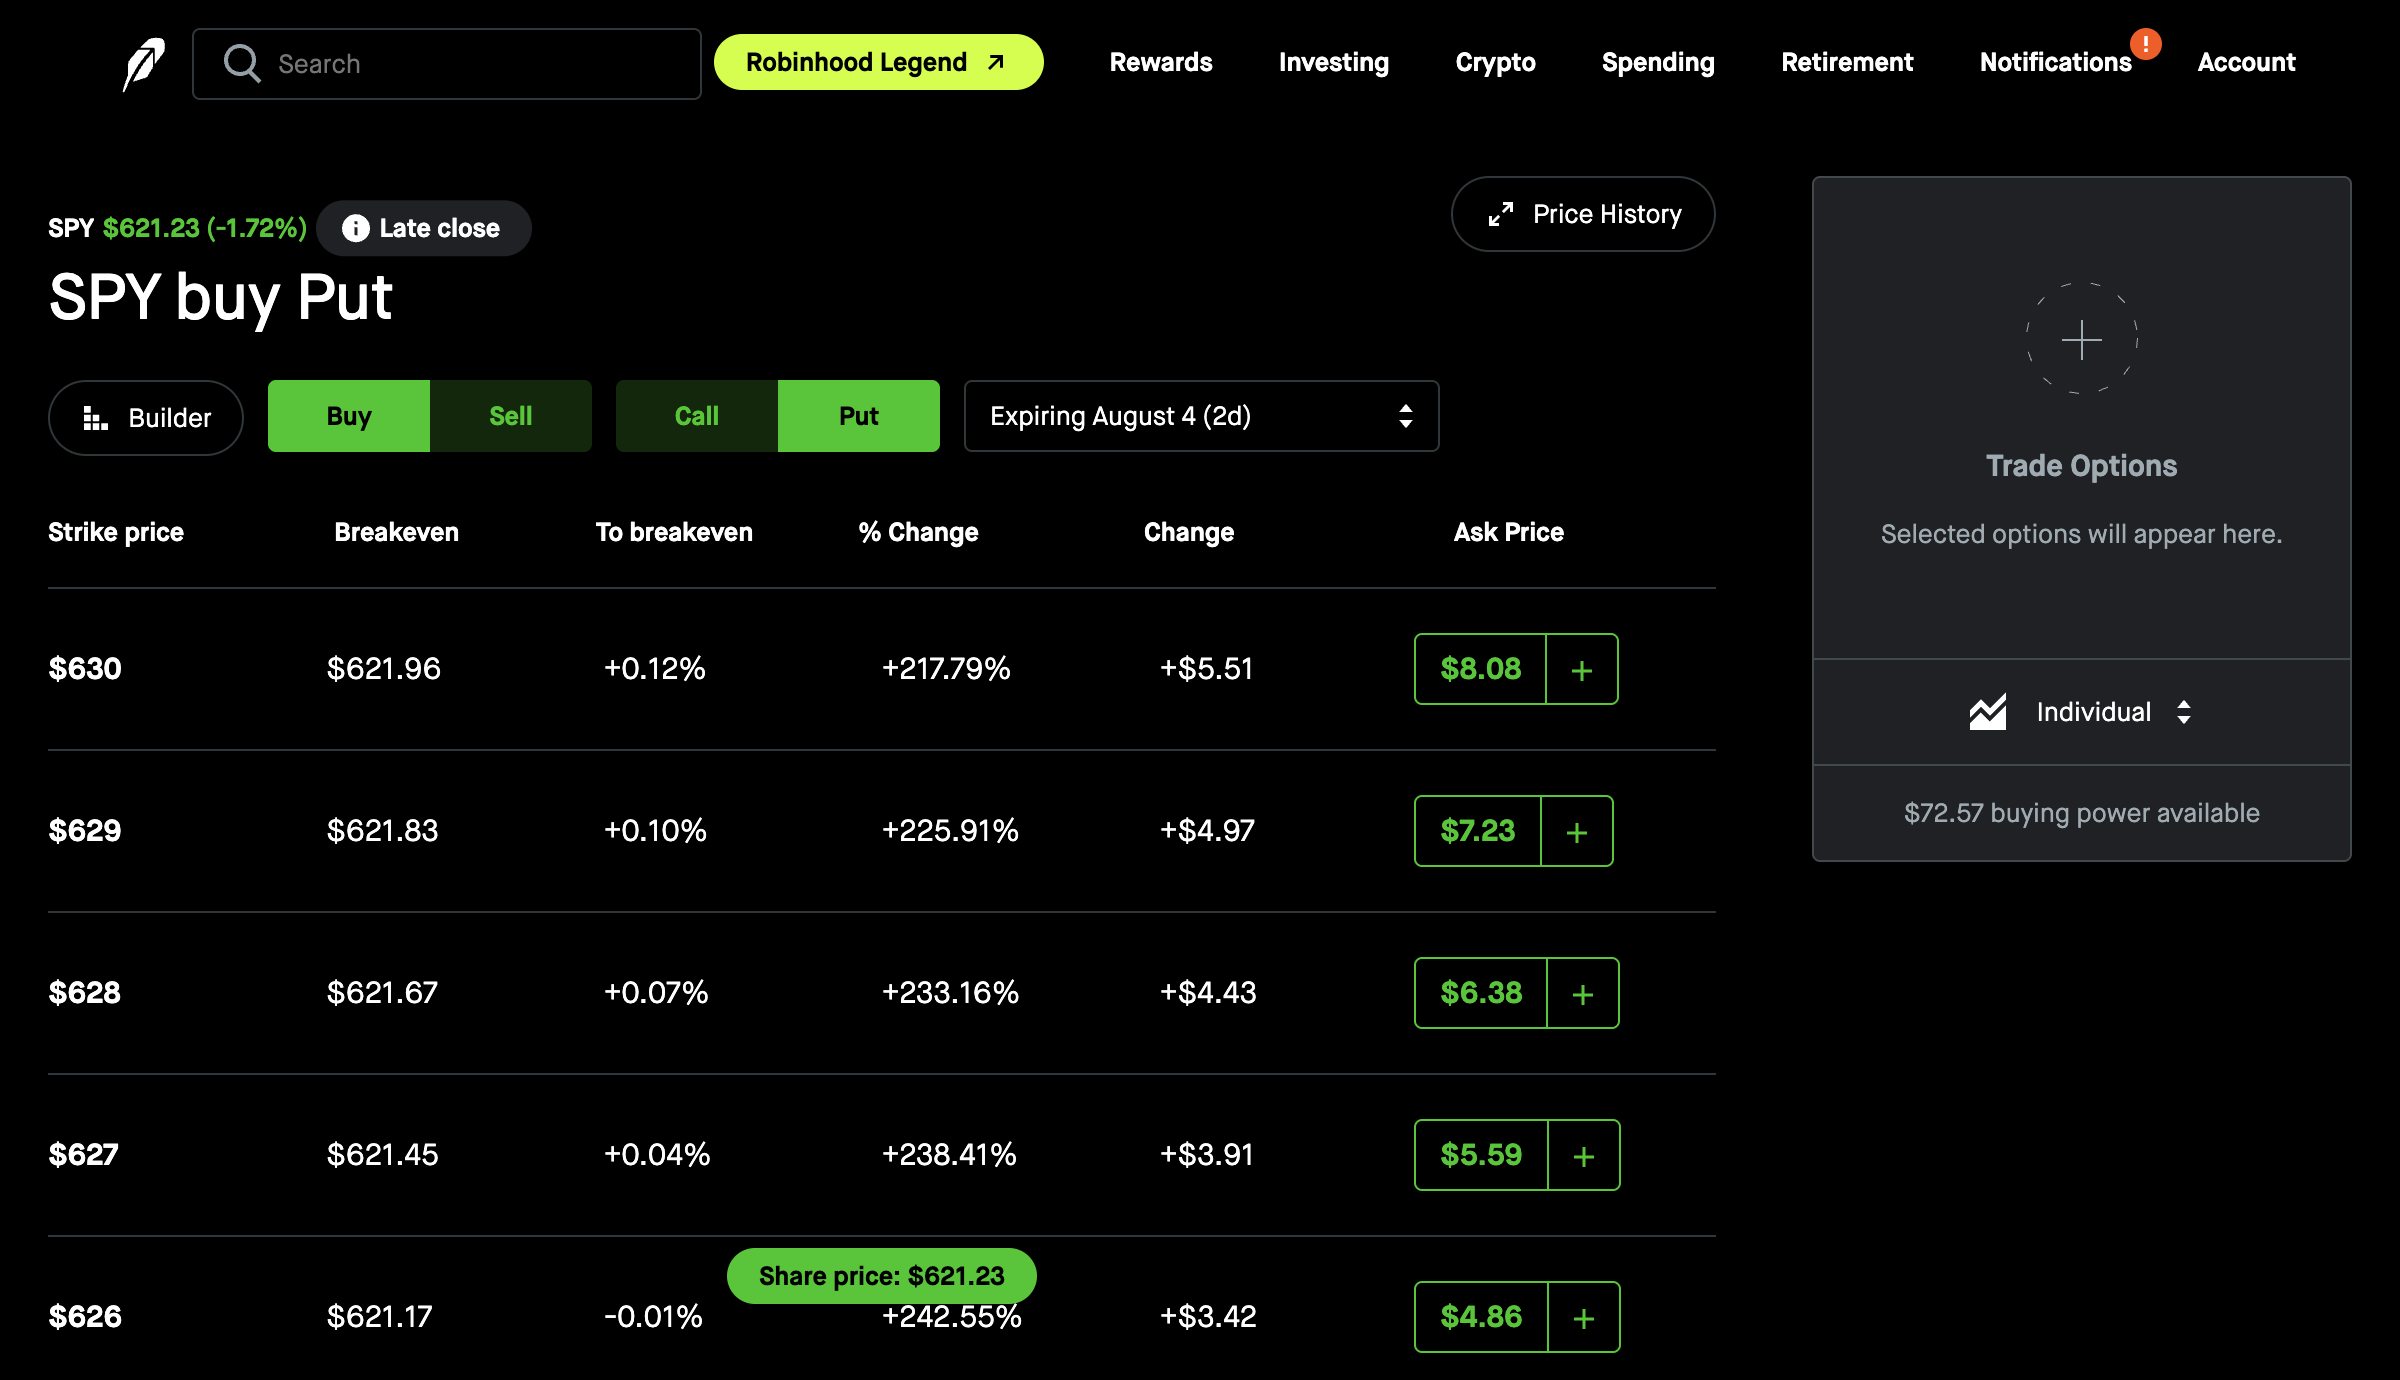 Search
Robinhood Legend
Rewards
Investing
Crypto
Spending
Retirement
Notifications
!
Account
SPY $621.23 (-1.72%)
Late close
SPY buy Put
Price History
Builder
Buy
Sell
Call
Put
Expiring August 4 (2d)
Strike price Breakeven To breakeven % Change Change Ask Price
$630 $621.96 +0.12% +217.79% +$5.51 $8.08 +
$629 $621.83 +0.10% +225.91% +$4.97 $7.23 +
$628 $621.67 +0.07% +233.16% +$4.43 $6.38 +
$627 $621.45 +0.04% +238.41% +$3.91 $5.59 +
Share price: $621.23
$626 $621.17 -0.01% +242.55% +$3.42 $4.86 +
Trade Options
Selected options will appear here.
Individual
$72.57 buying power available